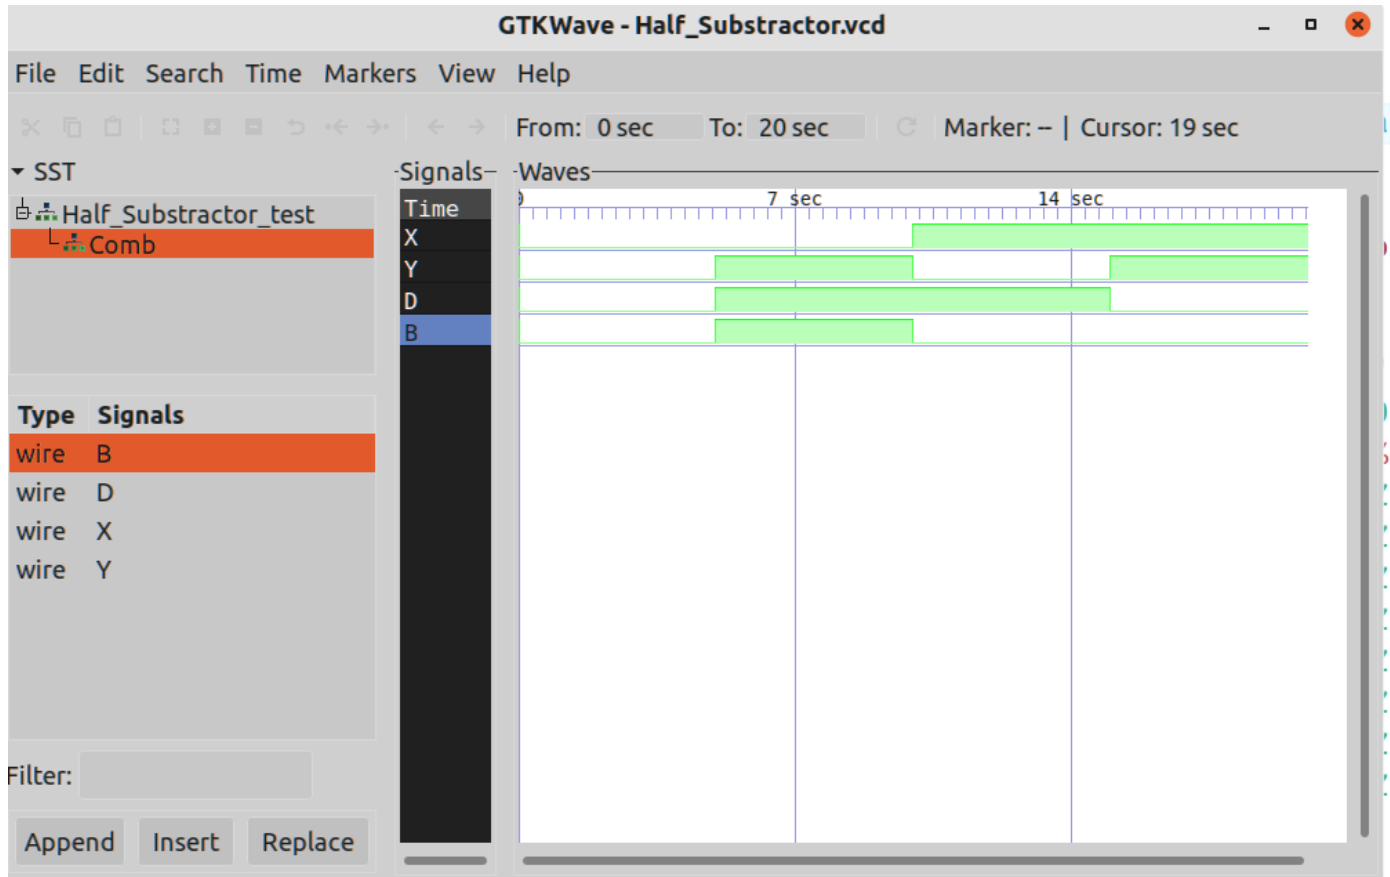 GTKWave - Half_Substractor.vcd
File Edit Search Time Markers View Help
From: 0 sec To: 20 sec Marker: -- | Cursor: 19 sec
SST
Half_Substractor_test
Comb
Type Signals
wire B
wire D
wire X
wire Y
Filter:
Append Insert Replace
Signals
Time
X
Y
D
B
Waves
7 sec 14 sec